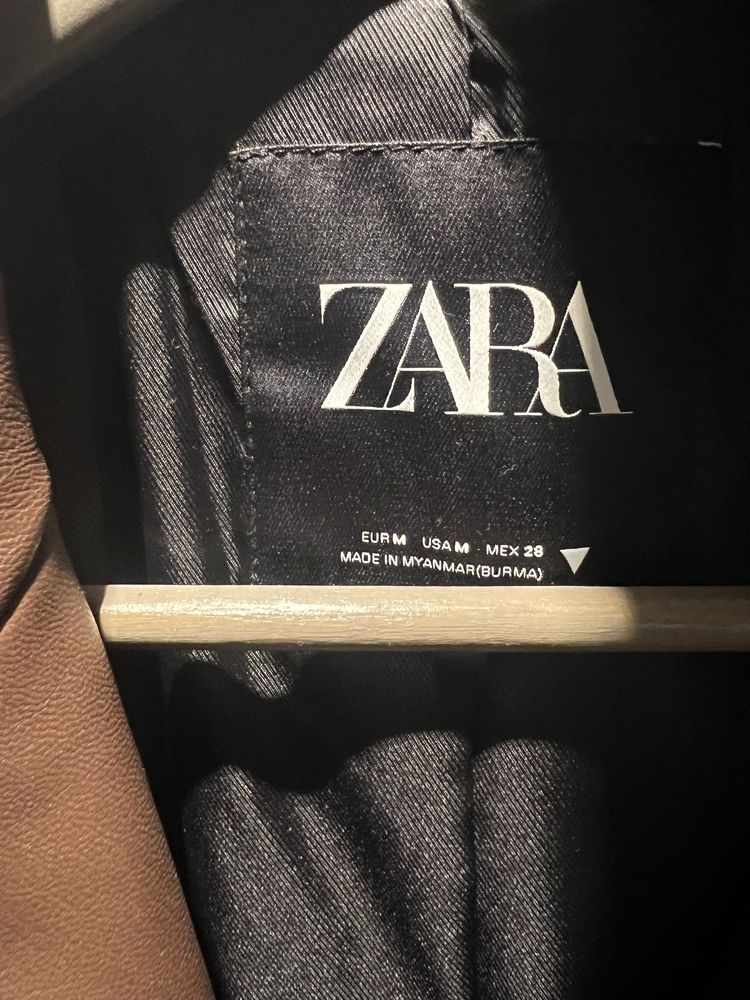 ZARA
EUR M USA M · MEX 28
MADE IN MYANMAR(BURMA)